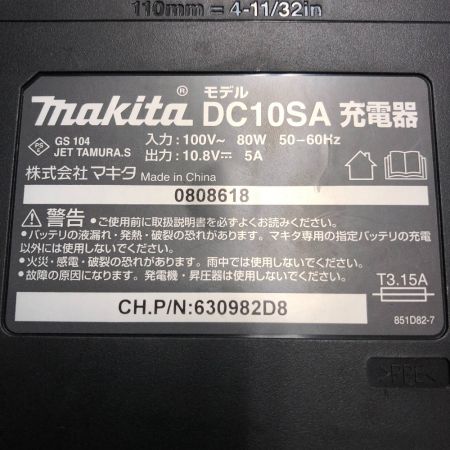 110mm = 4-11/32in
makita® モデル DC10SA 充電器
PSE GS 104 JET TAMURA.S
入力：100V~ 80W 50-60Hz
出力：10.8V⎓ 5A
株式会社 マキタ Made in China
0808618
⚠警告 •ご使用前に取扱説明書を必ずよくお読みください。
•バッテリの液漏れ・発熱・破裂の恐れがあります。マキタ専用の指定バッテリの充電
以外には使用しないでください。
•火災・感電・破裂の恐れがあります。雨中では使用しないでください。
•故障の原因になります。発電機・昇圧器は使用しないでください。
T3.15A
CH.P/N:630982D8
851D82-7
>PPE<